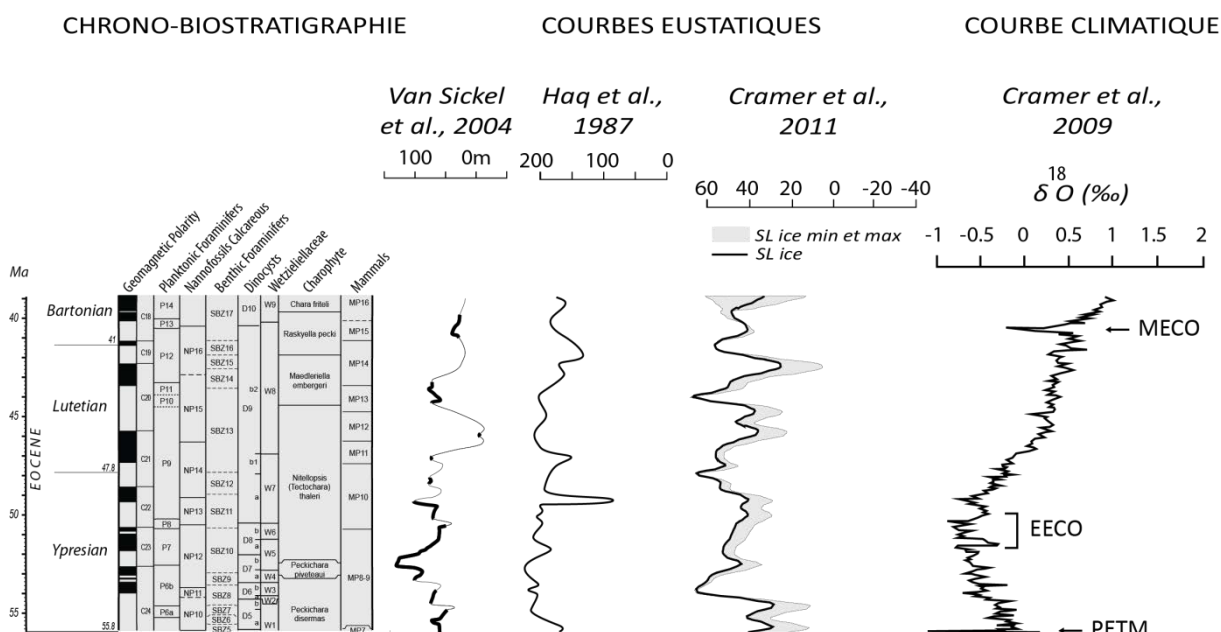 CHRONO-BIOSTRATIGRAPHIE
COURBES EUSTATIQUES
COURBE CLIMATIQUE
Van Sickel
et al., 2004
Haq et al.,
1987
Cramer et al.,
2011
Cramer et al.,
2009
100 0m
200 100 0
60 40 20 0 -20 -40
18
δ O (‰)
-1 -0.5 0 0.5 1 1.5 2
SL ice min et max
SL ice
Ma
Geomagnetic Polarity
Planktonic Foraminifers
Nannofossils Calcareous
Benthic Foraminifers
Dinocysts
Wetzieliellaceae
Charophyte
Mammals
EOCENE
40
45
50
55
Bartonian
41
Lutetian
47.8
Ypresian
55.8
C18
C19
C20
C21
C22
C23
C24
P14
P13
P12
P11
P10
P9
P8
P7
P6b
P6a
NP16
NP15
NP14
NP13
NP12
NP11
NP10
SBZ17
SBZ16
SBZ15
SBZ14
SBZ13
SBZ12
SBZ11
SBZ10
SBZ9
SBZ8
SBZ7
SBZ6
SBZ5
D10
b2
D9
b1
a
b
D8
a
b
D7
a
D6
b
a
b
D5
a
W9
W8
W7
W6
W5
W4
W3
W2
W1
Chara friteli
Raskyella pecki
Maedleriella
embergeri
Nitellopsis
(Toctochara)
thaleri
Peckichara
piveteaui
Peckichara
disermas
MP16
MP15
MP14
MP13
MP12
MP11
MP10
MP8-9
MP7
MECO
EECO
PETM